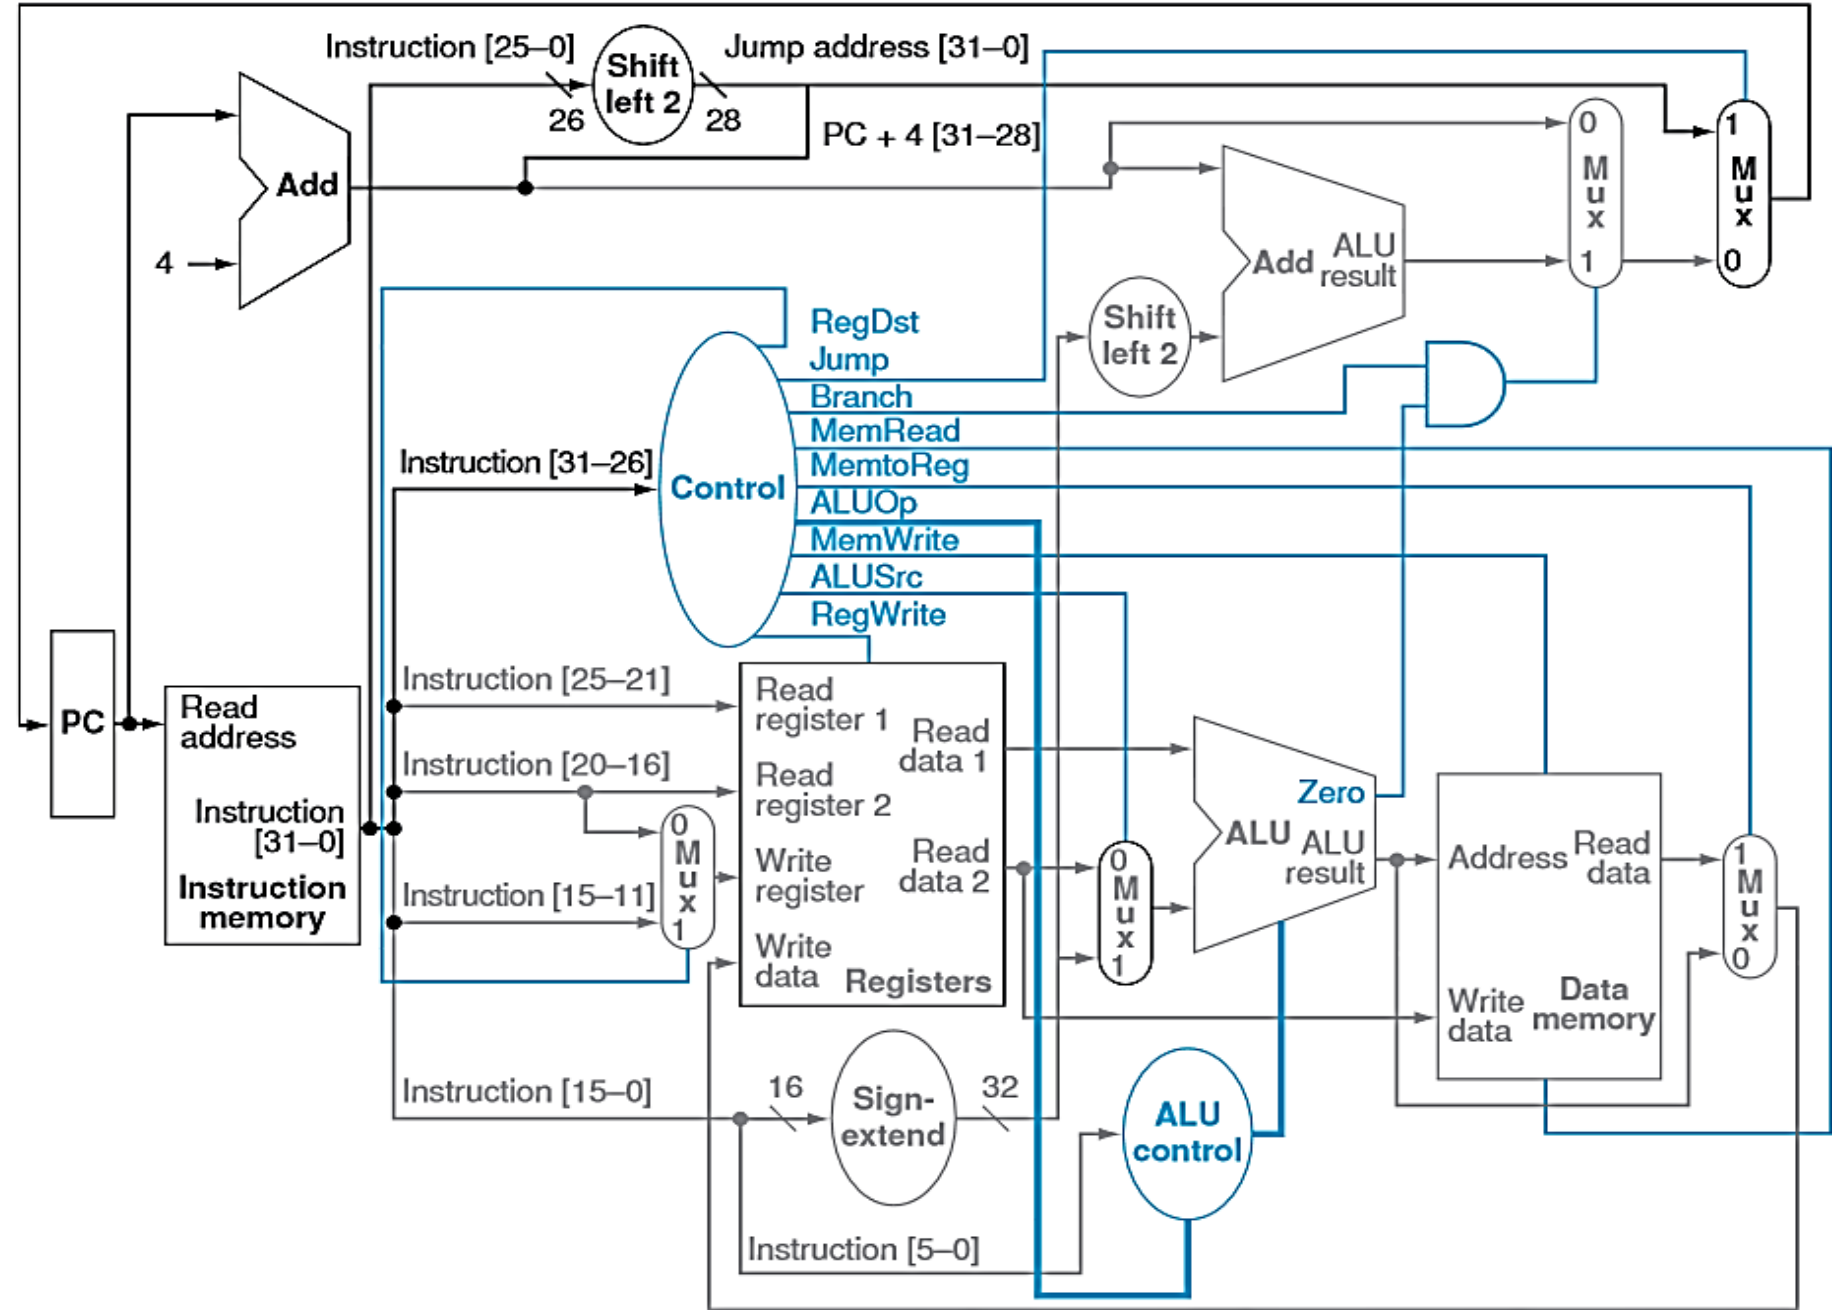 Instruction [25–0]
Shift
left 2
Jump address [31–0]
26
28
PC + 4 [31–28]
Add
4
0
M
u
x
1
1
M
u
x
0
Add
ALU
result
Shift
left 2
RegDst
Jump
Branch
MemRead
MemtoReg
ALUOp
MemWrite
ALUSrc
RegWrite
Instruction [31–26]
Control
PC
Read
address
Instruction
[31–0]
Instruction
memory
Instruction [25–21]
Instruction [20–16]
Instruction [15–11]
0
M
u
x
1
Read
register 1
Read
register 2
Write
register
Write
data
Read
data 1
Read
data 2
Registers
0
M
u
x
1
Zero
ALU
ALU
result
Address
Read
data
Write
data
Data
memory
1
M
u
x
0
Instruction [15–0]
16
Sign-
extend
32
ALU
control
Instruction [5–0]